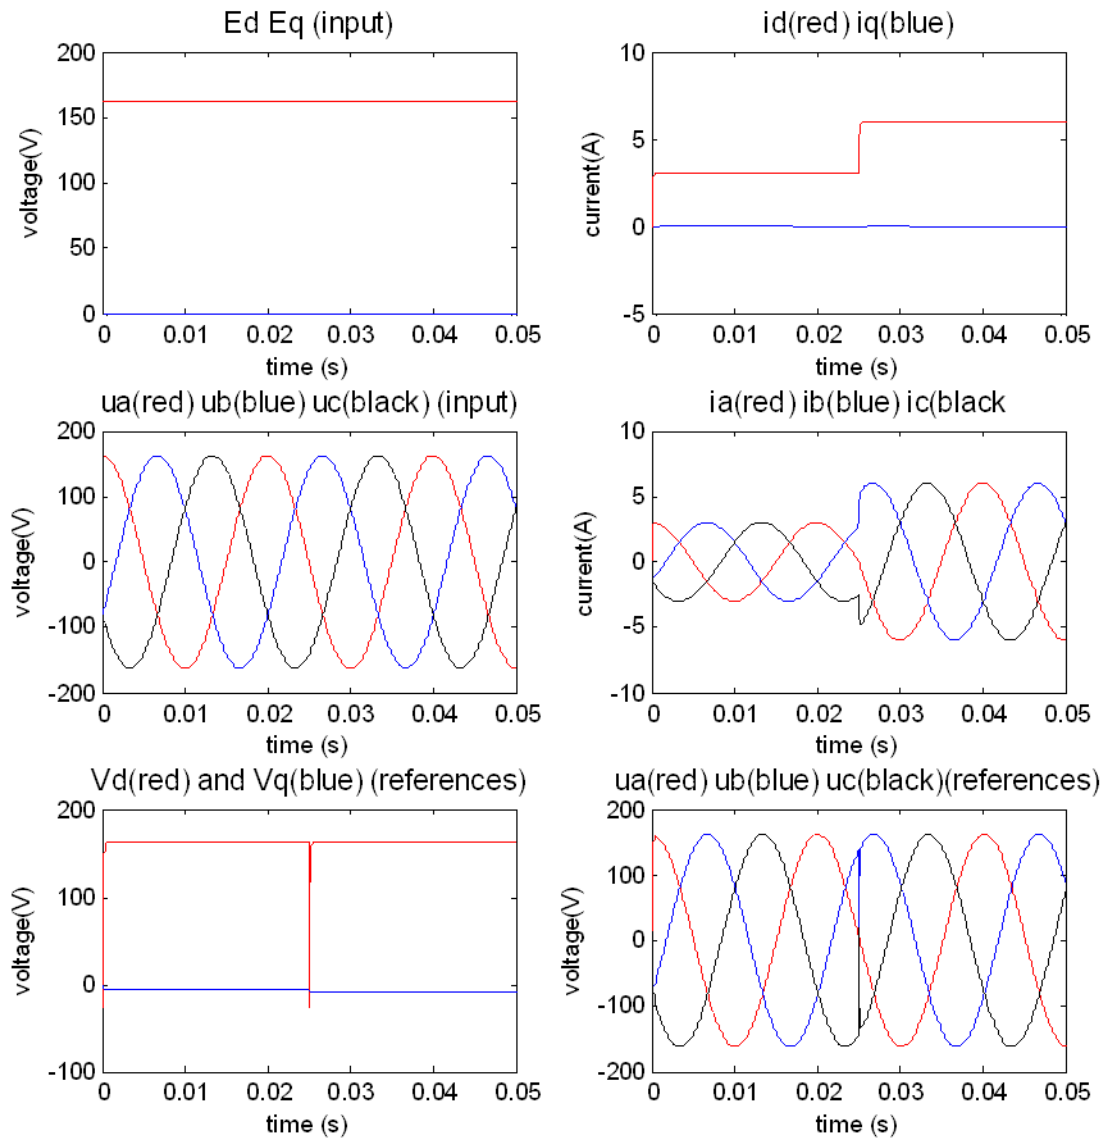 Ed Eq (input)
200
150
100
50
0
voltage(V)
0 0.01 0.02 0.03 0.04 0.05
time (s)
id(red) iq(blue)
10
5
0
-5
current(A)
0 0.01 0.02 0.03 0.04 0.05
time (s)
ua(red) ub(blue) uc(black) (input)
200
100
0
-100
-200
voltage(V)
0 0.01 0.02 0.03 0.04 0.05
time (s)
ia(red) ib(blue) ic(black
10
5
0
-5
-10
current(A)
0 0.01 0.02 0.03 0.04 0.05
time (s)
Vd(red) and Vq(blue) (references)
200
100
0
-100
voltage(V)
0 0.01 0.02 0.03 0.04 0.05
time (s)
ua(red) ub(blue) uc(black)(references)
200
100
0
-100
-200
voltage(V)
0 0.01 0.02 0.03 0.04 0.05
time (s)